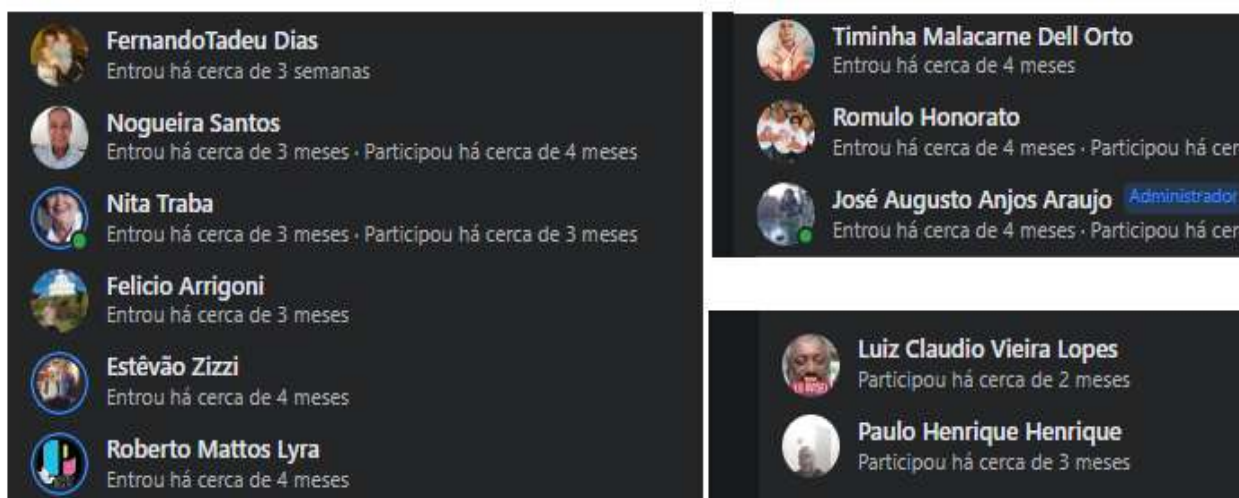 FernandoTadeu Dias
Entrou há cerca de 3 semanas
Nogueira Santos
Entrou há cerca de 3 meses · Participou há cerca de 4 meses
Nita Traba
Entrou há cerca de 3 meses · Participou há cerca de 3 meses
Felicio Arrigoni
Entrou há cerca de 3 meses
Estêvão Zizzi
Entrou há cerca de 4 meses
Roberto Mattos Lyra
Entrou há cerca de 4 meses
Timinha Malacarne Dell Orto
Entrou há cerca de 4 meses
Romulo Honorato
Entrou há cerca de 4 meses · Participou há cer
José Augusto Anjos Araujo Administrador
Entrou há cerca de 4 meses · Participou há cer
Luiz Claudio Vieira Lopes
Participou há cerca de 2 meses
Paulo Henrique Henrique
Participou há cerca de 3 meses